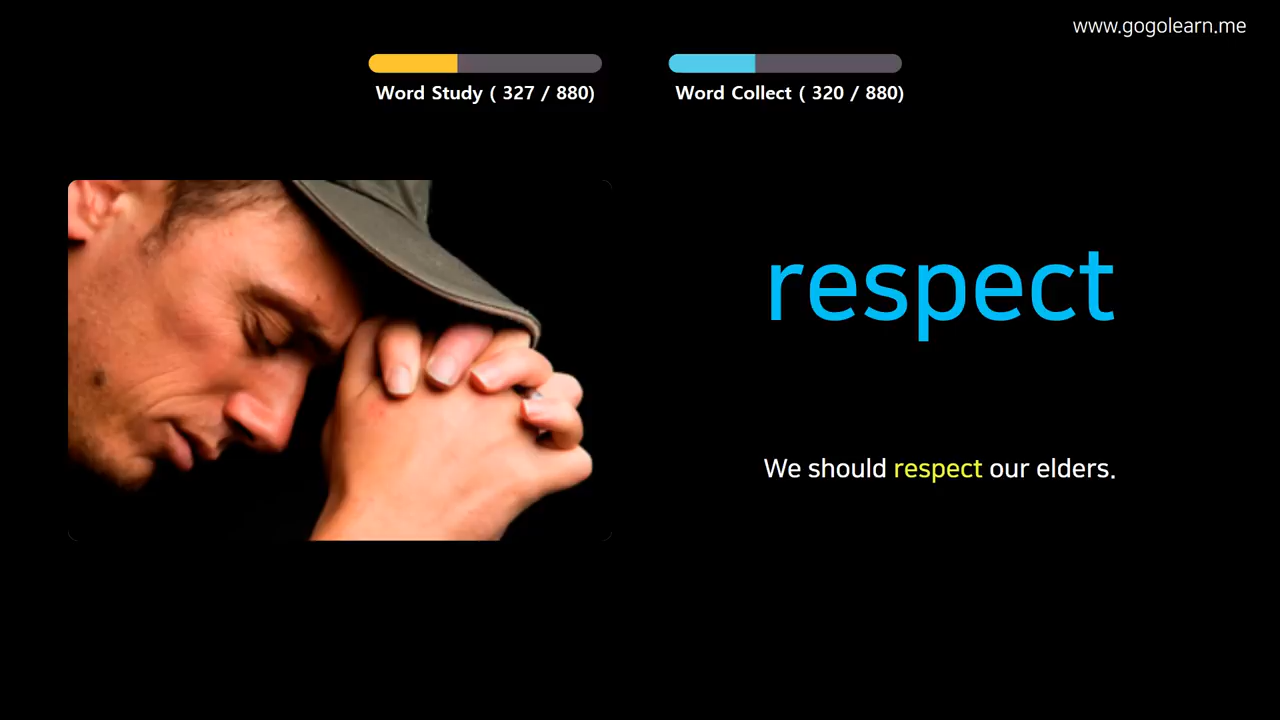 www.gogolearn.me
Word Study ( 327 / 880)
Word Collect ( 320 / 880)
respect
We should respect our elders.